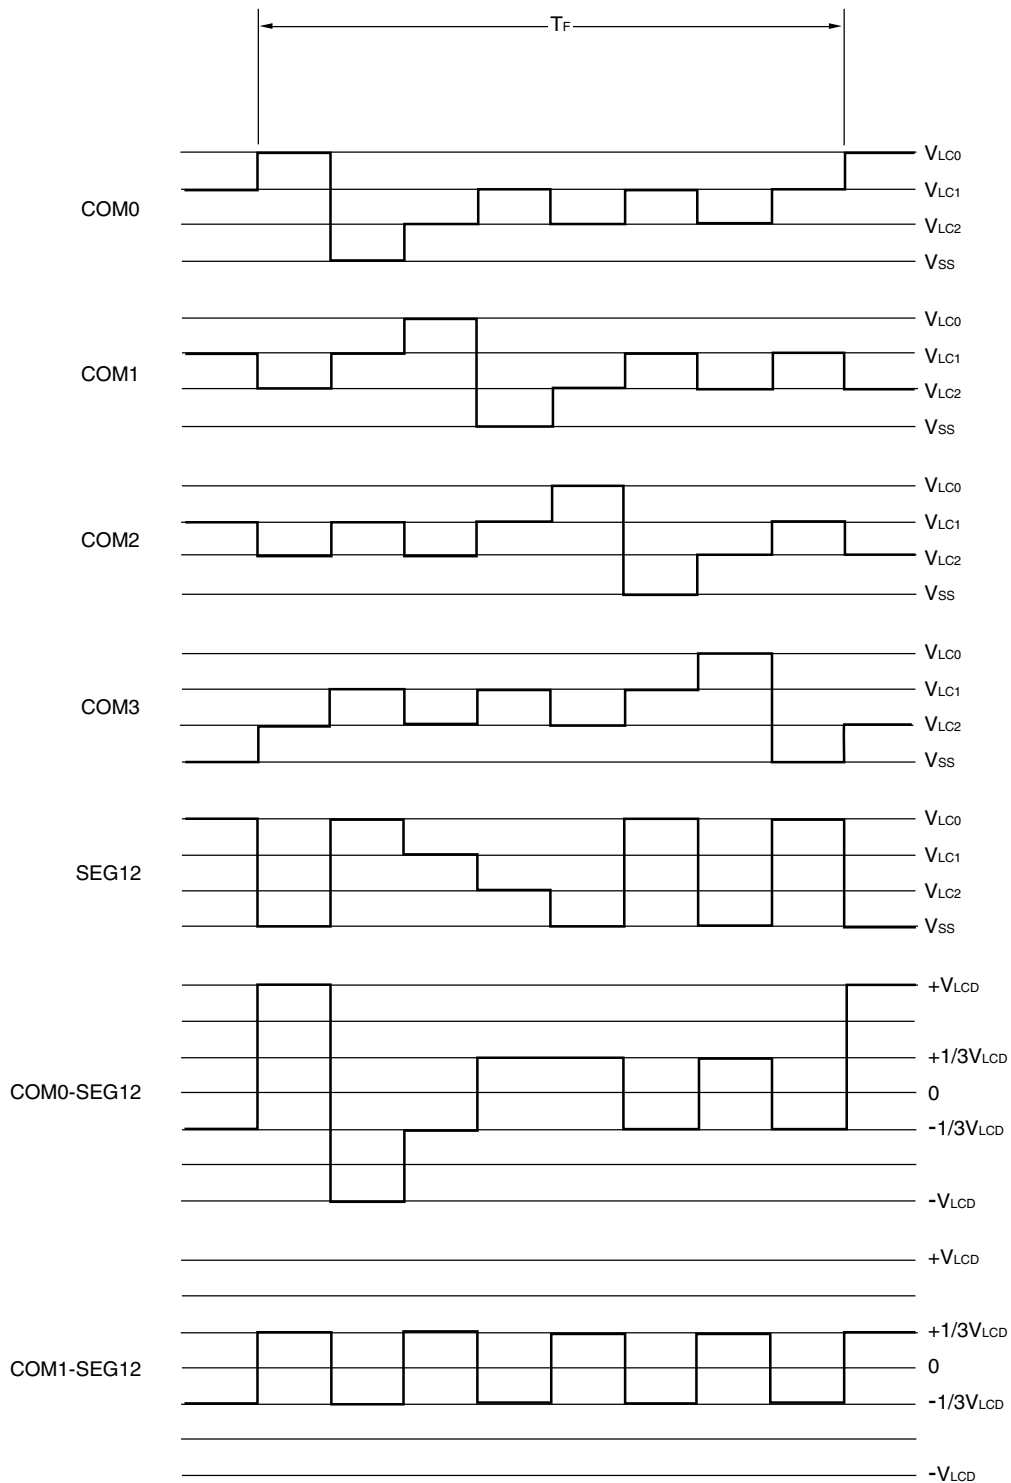 TF
VLC0
VLC1
COM0
VLC2
VSS
VLC0
VLC1
COM1
VLC2
VSS
VLC0
VLC1
COM2
VLC2
VSS
VLC0
VLC1
COM3
VLC2
VSS
VLC0
VLC1
SEG12
VLC2
VSS
+VLCD
+1/3VLCD
COM0-SEG12
0
-1/3VLCD
-VLCD
+VLCD
+1/3VLCD
COM1-SEG12
0
-1/3VLCD
-VLCD